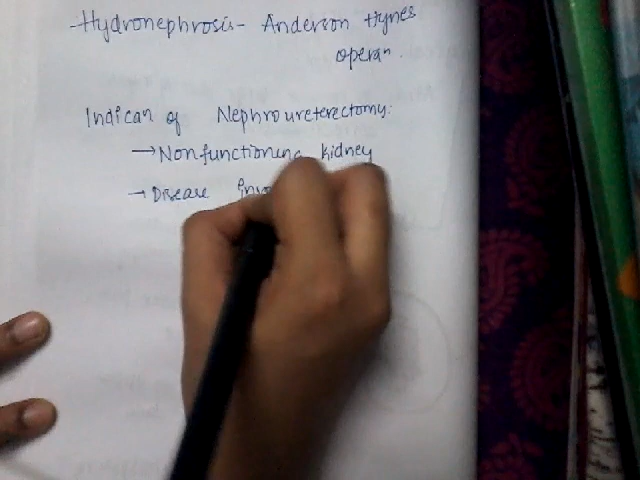 -Hydronephrosis- Anderson Hynes
operan.
Indican of Nephroureterectomy:
→Nonfunctioning kidney
→Disease